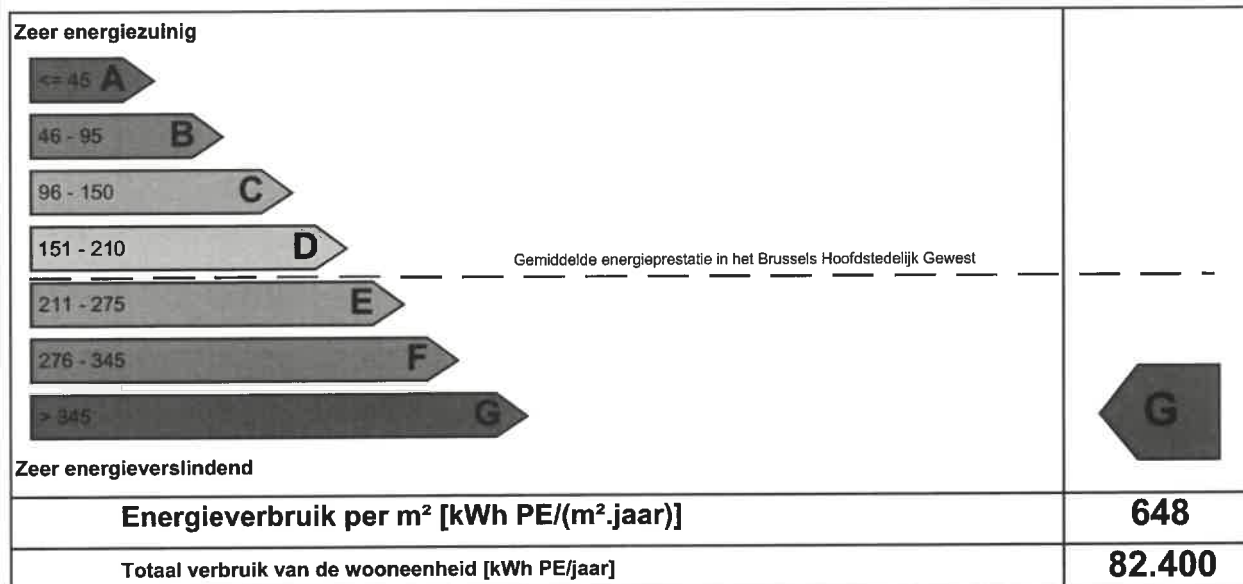 Zeer energiezuinig
<= 45 A
46 - 95 B
96 - 150 C
151 - 210 D
Gemiddelde energieprestatie in het Brussels Hoofdstedelijk Gewest
211 - 275 E
276 - 345 F
> 345 G
G
Zeer energieverslindend
Energieverbruik per m² [kWh PE/(m².jaar)] 648
Totaal verbruik van de wooneenheid [kWh PE/jaar] 82.400